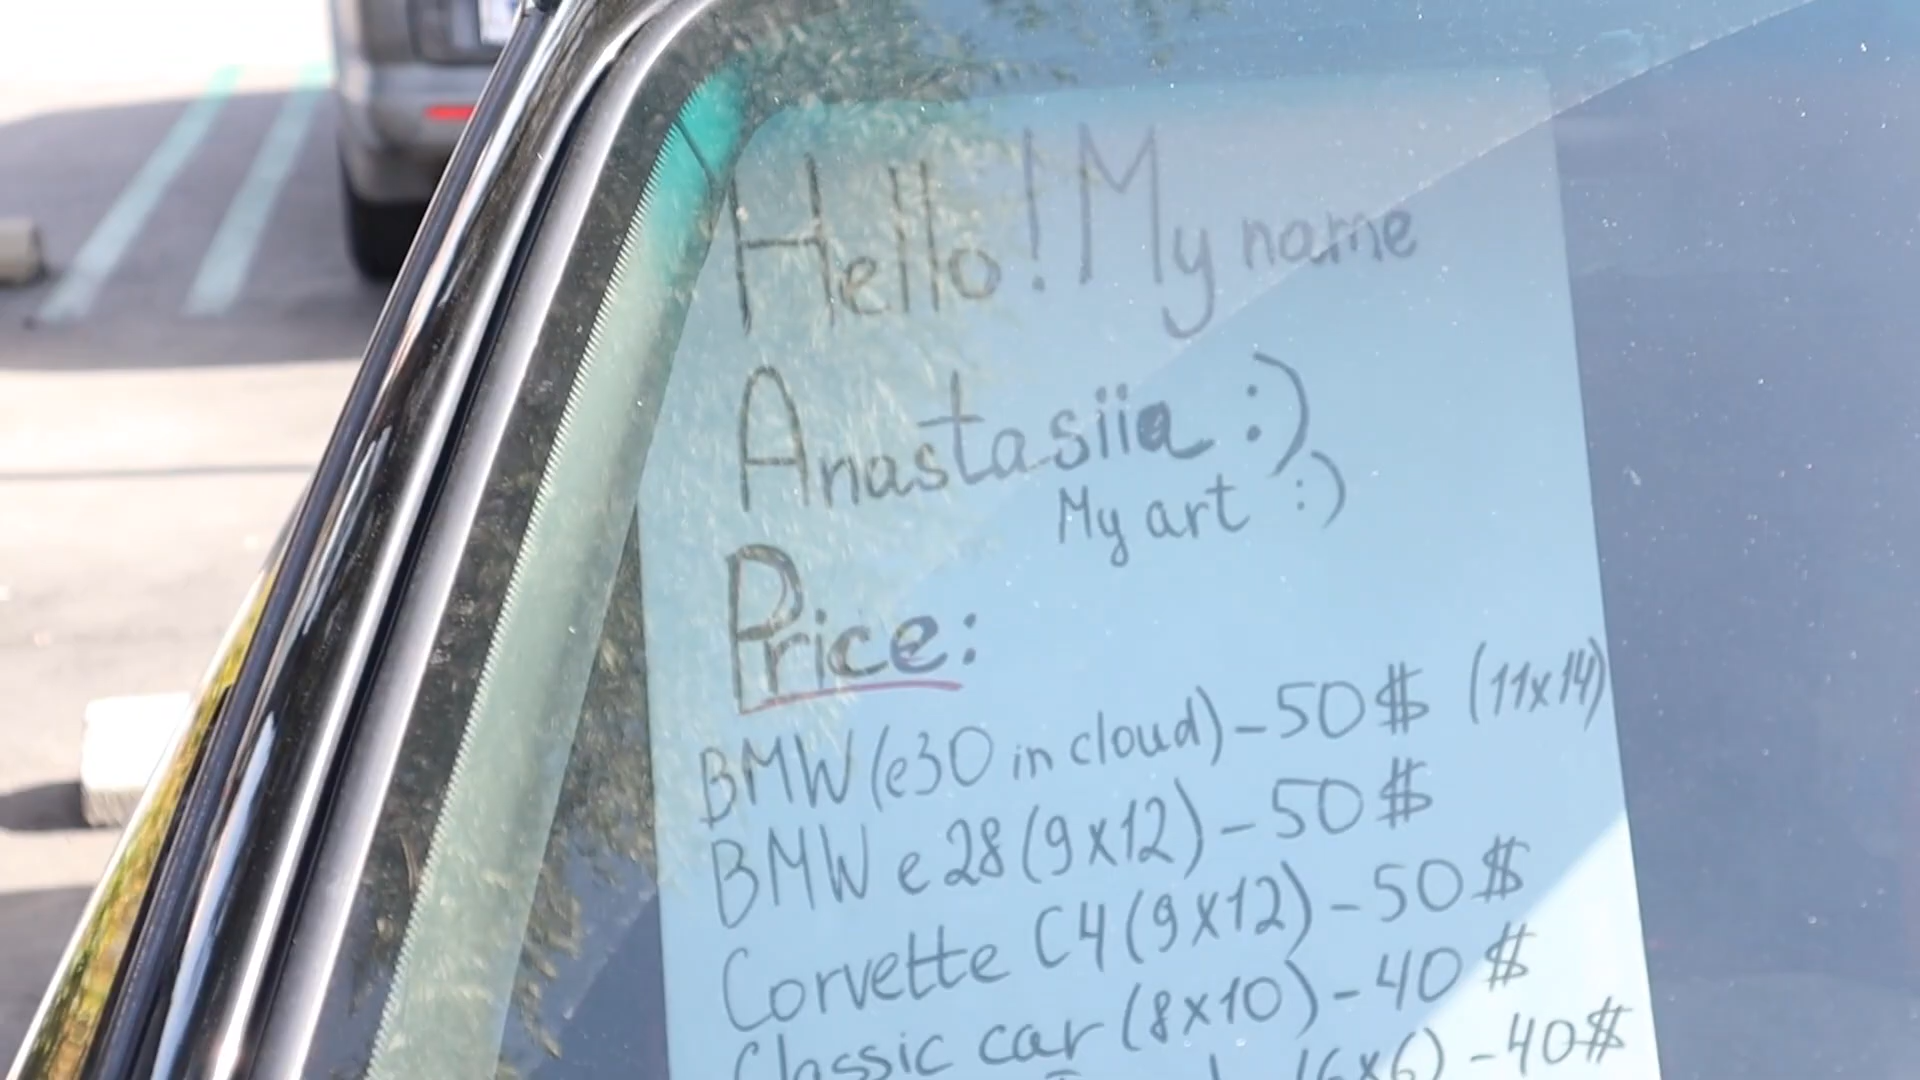 Hello! My name
Anastasiia :)
My art :)
Price:
BMW (e30 in cloud) - 50$ (11x14)
BMW e28 (9x12) - 50$
Corvette C4 (9x12) - 50$
Classic car (8x10) - 40$
(6x6) - 40$